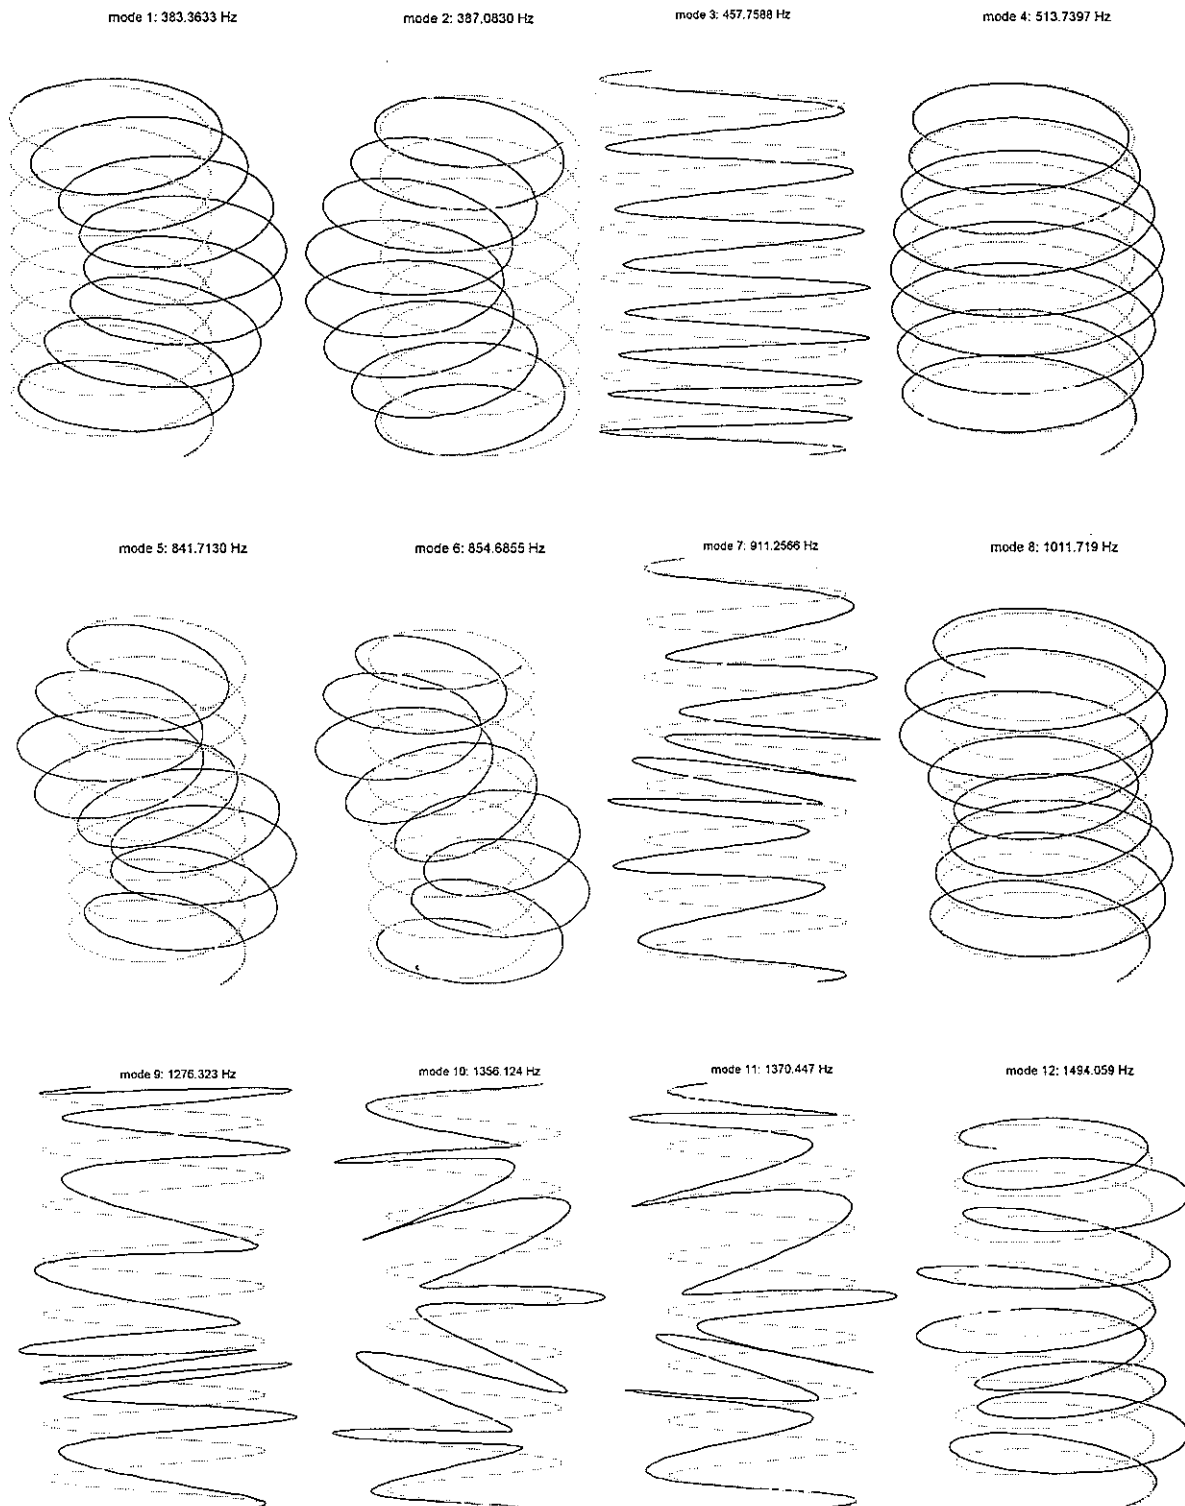 mode 1: 383.3633 Hz
mode 2: 387.0830 Hz
mode 3: 457.7588 Hz
mode 4: 513.7397 Hz
mode 5: 841.7130 Hz
mode 6: 854.6855 Hz
mode 7: 911.2566 Hz
mode 8: 1011.719 Hz
mode 9: 1276.323 Hz
mode 10: 1356.124 Hz
mode 11: 1370.447 Hz
mode 12: 1494.059 Hz